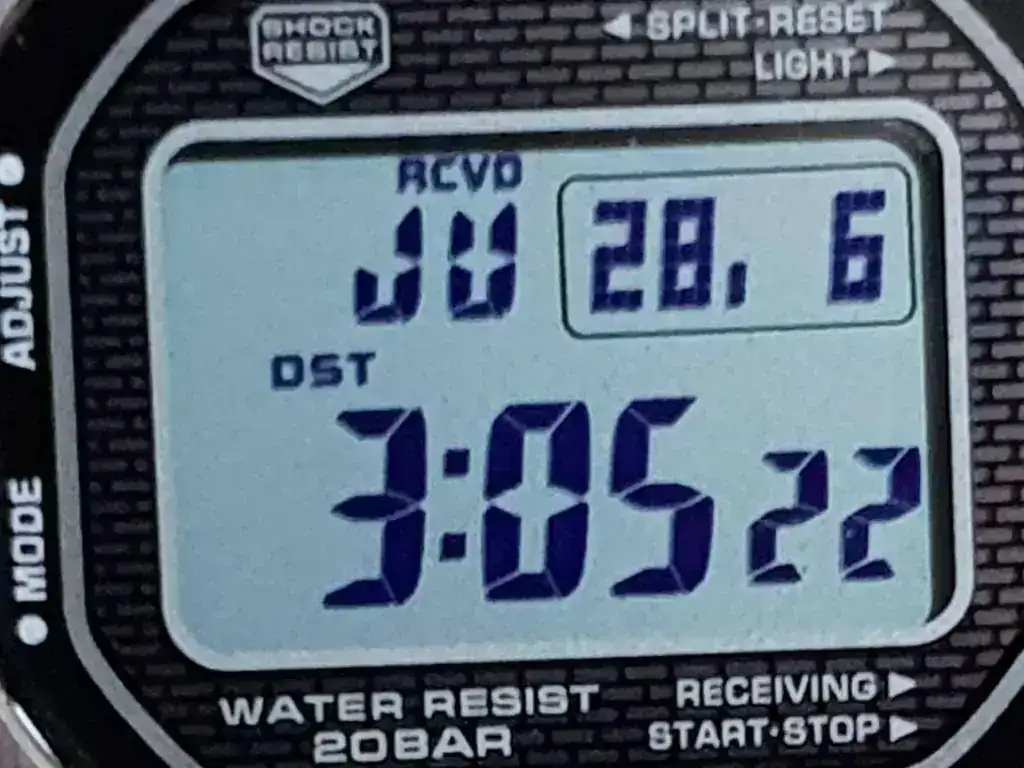 SHOCK
RESIST
◀ SPLIT·RESET
LIGHT ▶
ADJUST
RCVD
JU 28, 6
DST
3:05 22
MODE
WATER RESIST
20BAR
RECEIVING ▶
START·STOP ▶